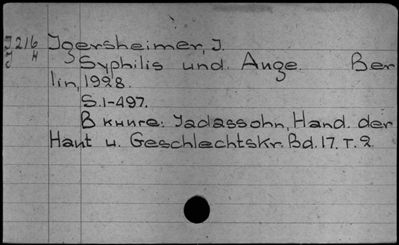 J216 Igersheimer, J.
J H Syphilis und Auge. Ber
lin, 1928.
S.1-497.
В книге: Jadassohn, Hand. der
Haut u. Geschlechtskr. Bd.17. T.2.